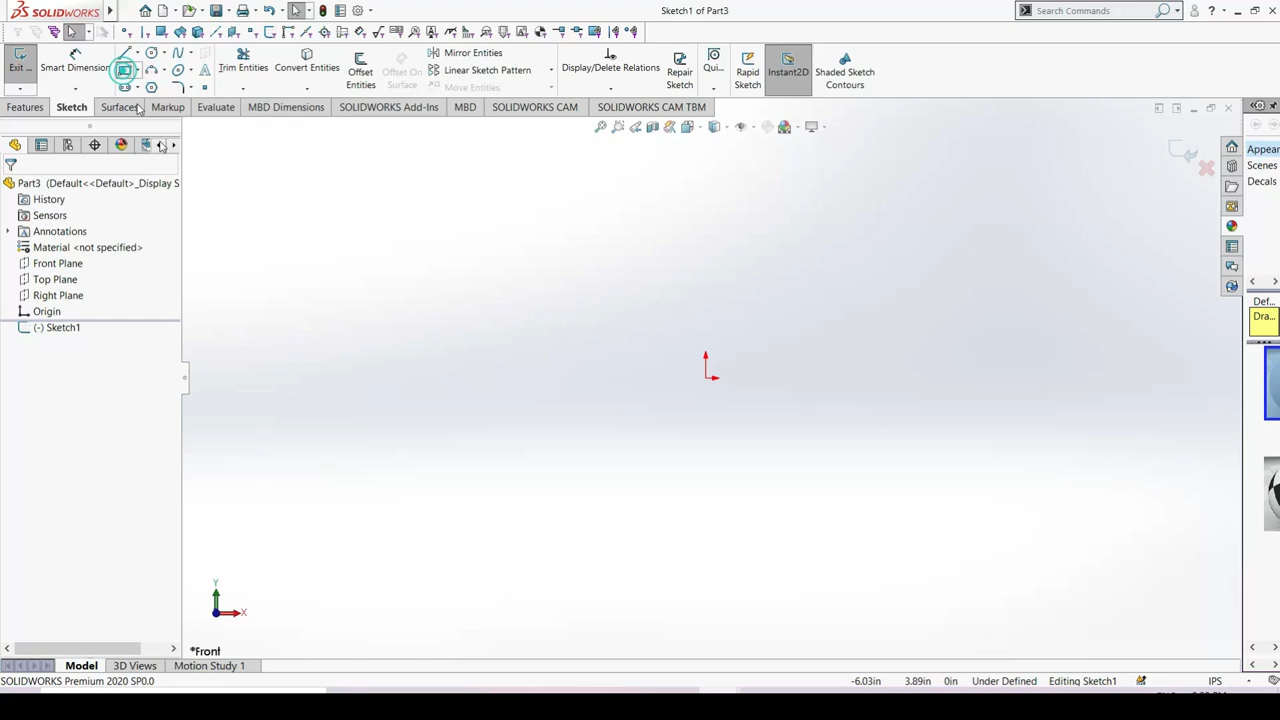 SOLIDWORKS
Sketch1 of Part3
Search Commands
?
Exit ...
Smart Dimension
Trim Entities
Convert Entities
Offset Entities
Offset On Surface
Mirror Entities
Linear Sketch Pattern
Move Entities
Display/Delete Relations
Repair Sketch
Qui...
Rapid Sketch
Instant2D
Shaded Sketch Contours
Features
Sketch
Surfaces
Markup
Evaluate
MBD Dimensions
SOLIDWORKS Add-Ins
MBD
SOLIDWORKS CAM
SOLIDWORKS CAM TBM
Part3 (Default<<Default>_Display S
History
Sensors
Annotations
Material <not specified>
Front Plane
Top Plane
Right Plane
Origin
(-) Sketch1
Appear
Scenes
Decals
Def...
Dra...
Y
X
*Front
Model
3D Views
Motion Study 1
SOLIDWORKS Premium 2020 SP0.0
-6.03in
3.89in
0in
Under Defined
Editing Sketch1
IPS